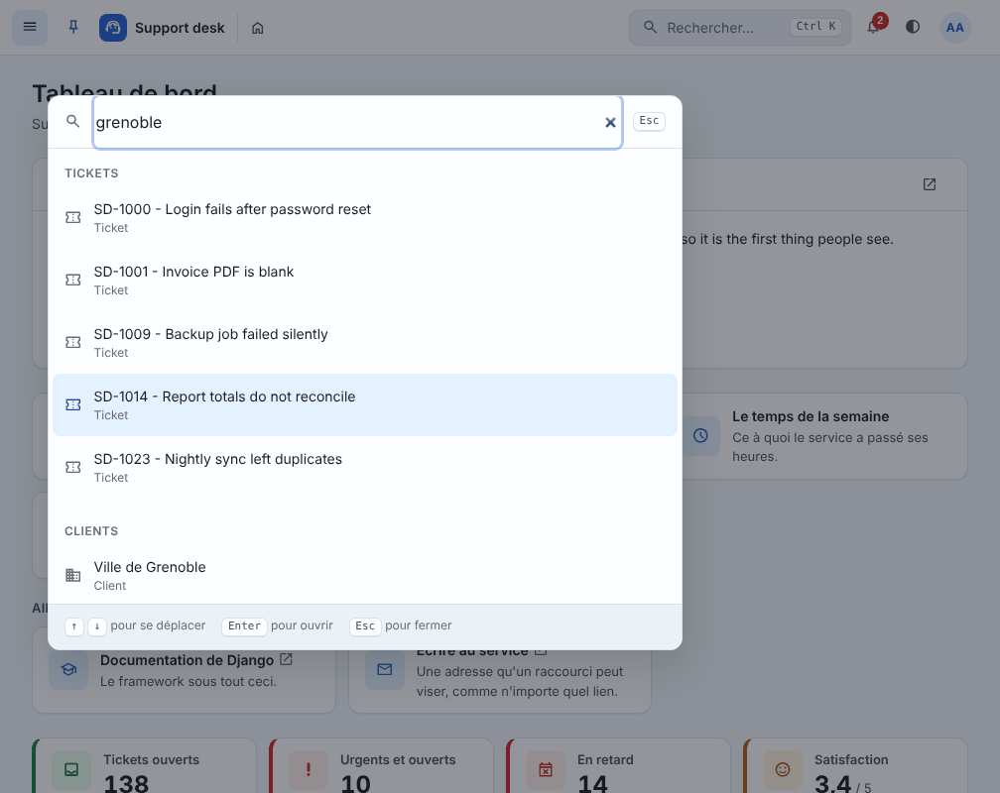 Support desk
Rechercher... Ctrl K
2
AA
Tableau de bord
Su
grenoble
Esc
TICKETS
SD-1000 - Login fails after password reset
Ticket
so it is the first thing people see.
SD-1001 - Invoice PDF is blank
Ticket
SD-1009 - Backup job failed silently
Ticket
SD-1014 - Report totals do not reconcile
Ticket
Le temps de la semaine
Ce à quoi le service a passé ses
heures.
SD-1023 - Nightly sync left duplicates
Ticket
CLIENTS
Ville de Grenoble
Client
↑ ↓ pour se déplacer Enter pour ouvrir Esc pour fermer
Documentation de Django
Le framework sous tout ceci.
Écrire au service
Une adresse qu'un raccourci peut
viser, comme n'importe quel lien.
Tickets ouverts
138
Urgents et ouverts
10
En retard
14
Satisfaction
3,4 / 5